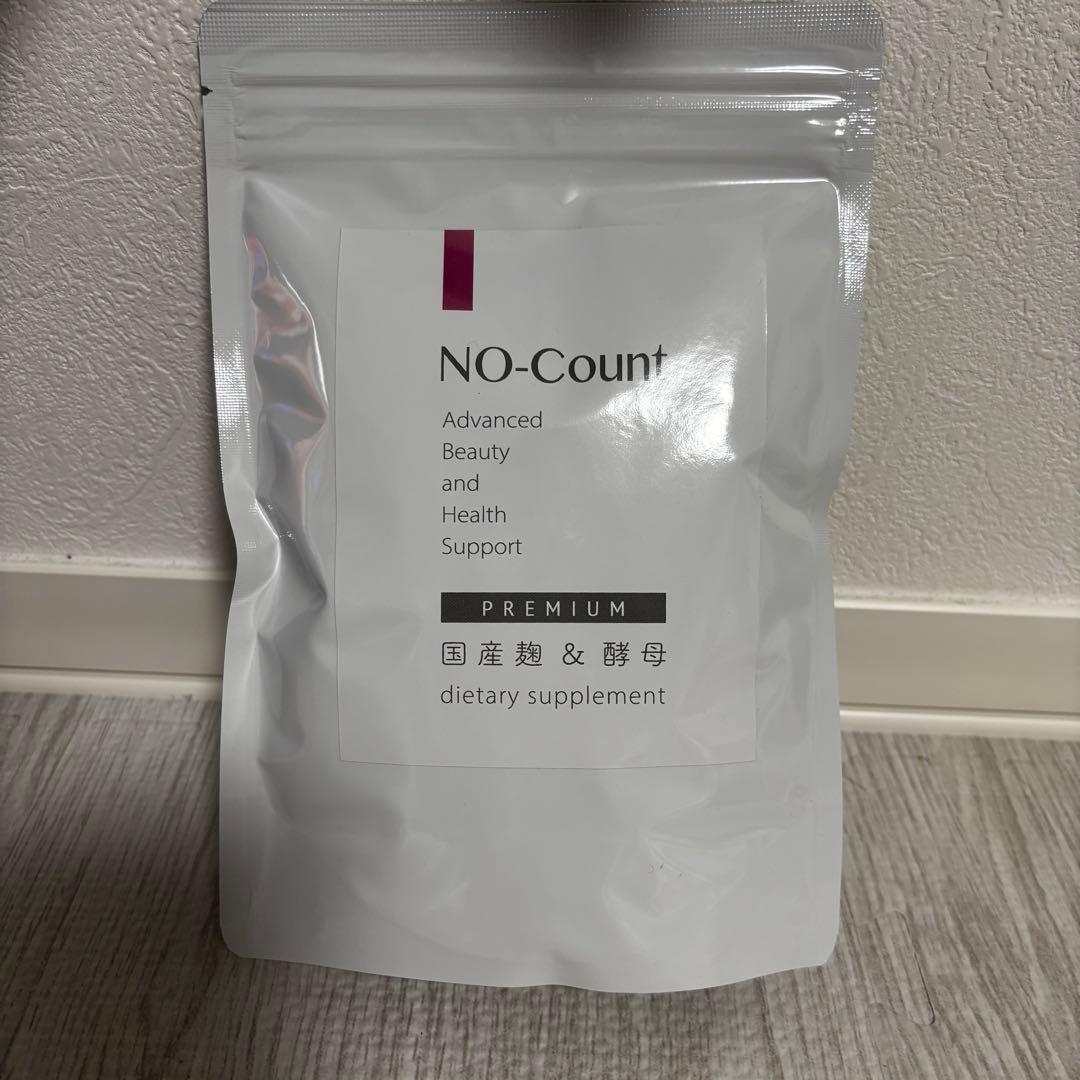 NO-Count
Advanced
Beauty
and
Health
Support
PREMIUM
国産麹 & 酵母
dietary supplement